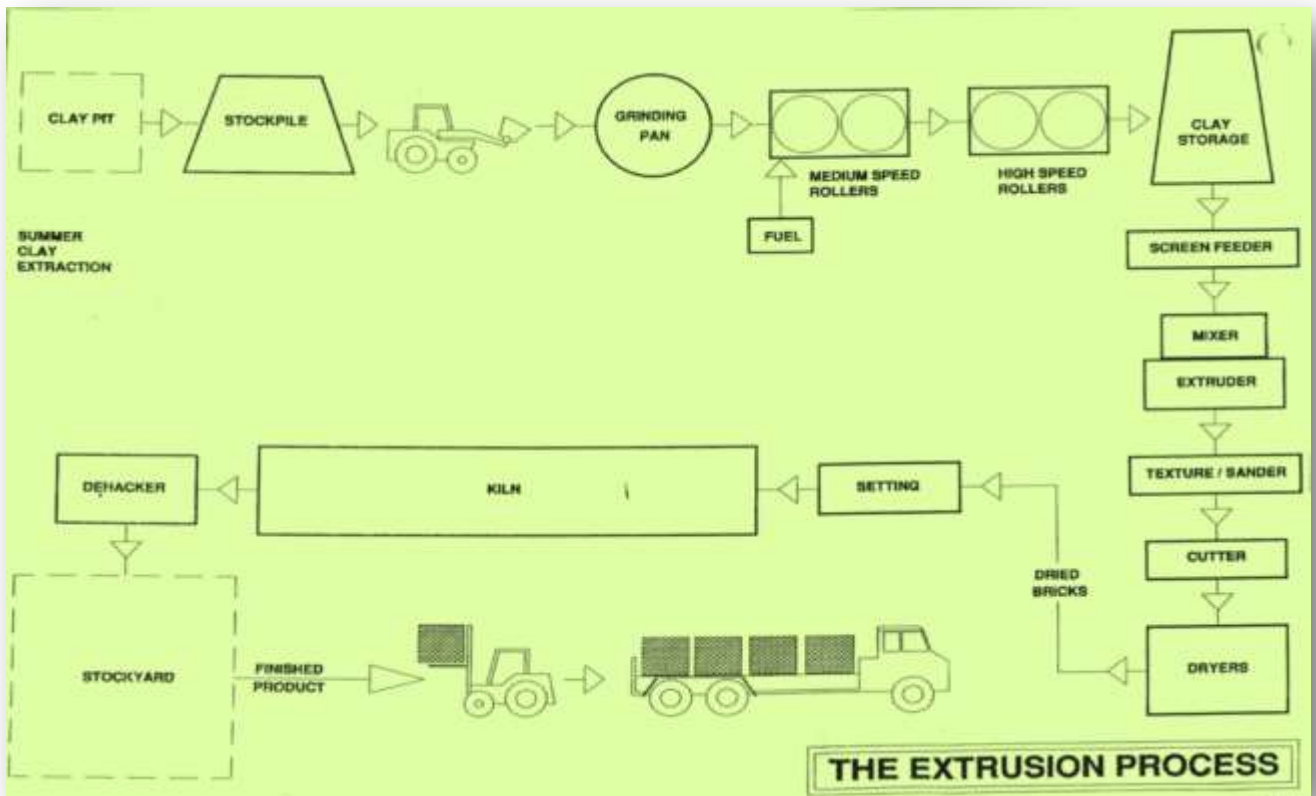 CLAY PIT
STOCKPILE
GRINDING
PAN
MEDIUM SPEED
ROLLERS
HIGH SPEED
ROLLERS
CLAY
STORAGE
FUEL
SUMMER
CLAY
EXTRACTION
SCREEN FEEDER
MIXER
EXTRUDER
TEXTURE / SANDER
CUTTER
DRYERS
DRIED
BRICKS
SETTING
KILN
DEHACKER
STOCKYARD
FINISHED
PRODUCT
THE EXTRUSION PROCESS